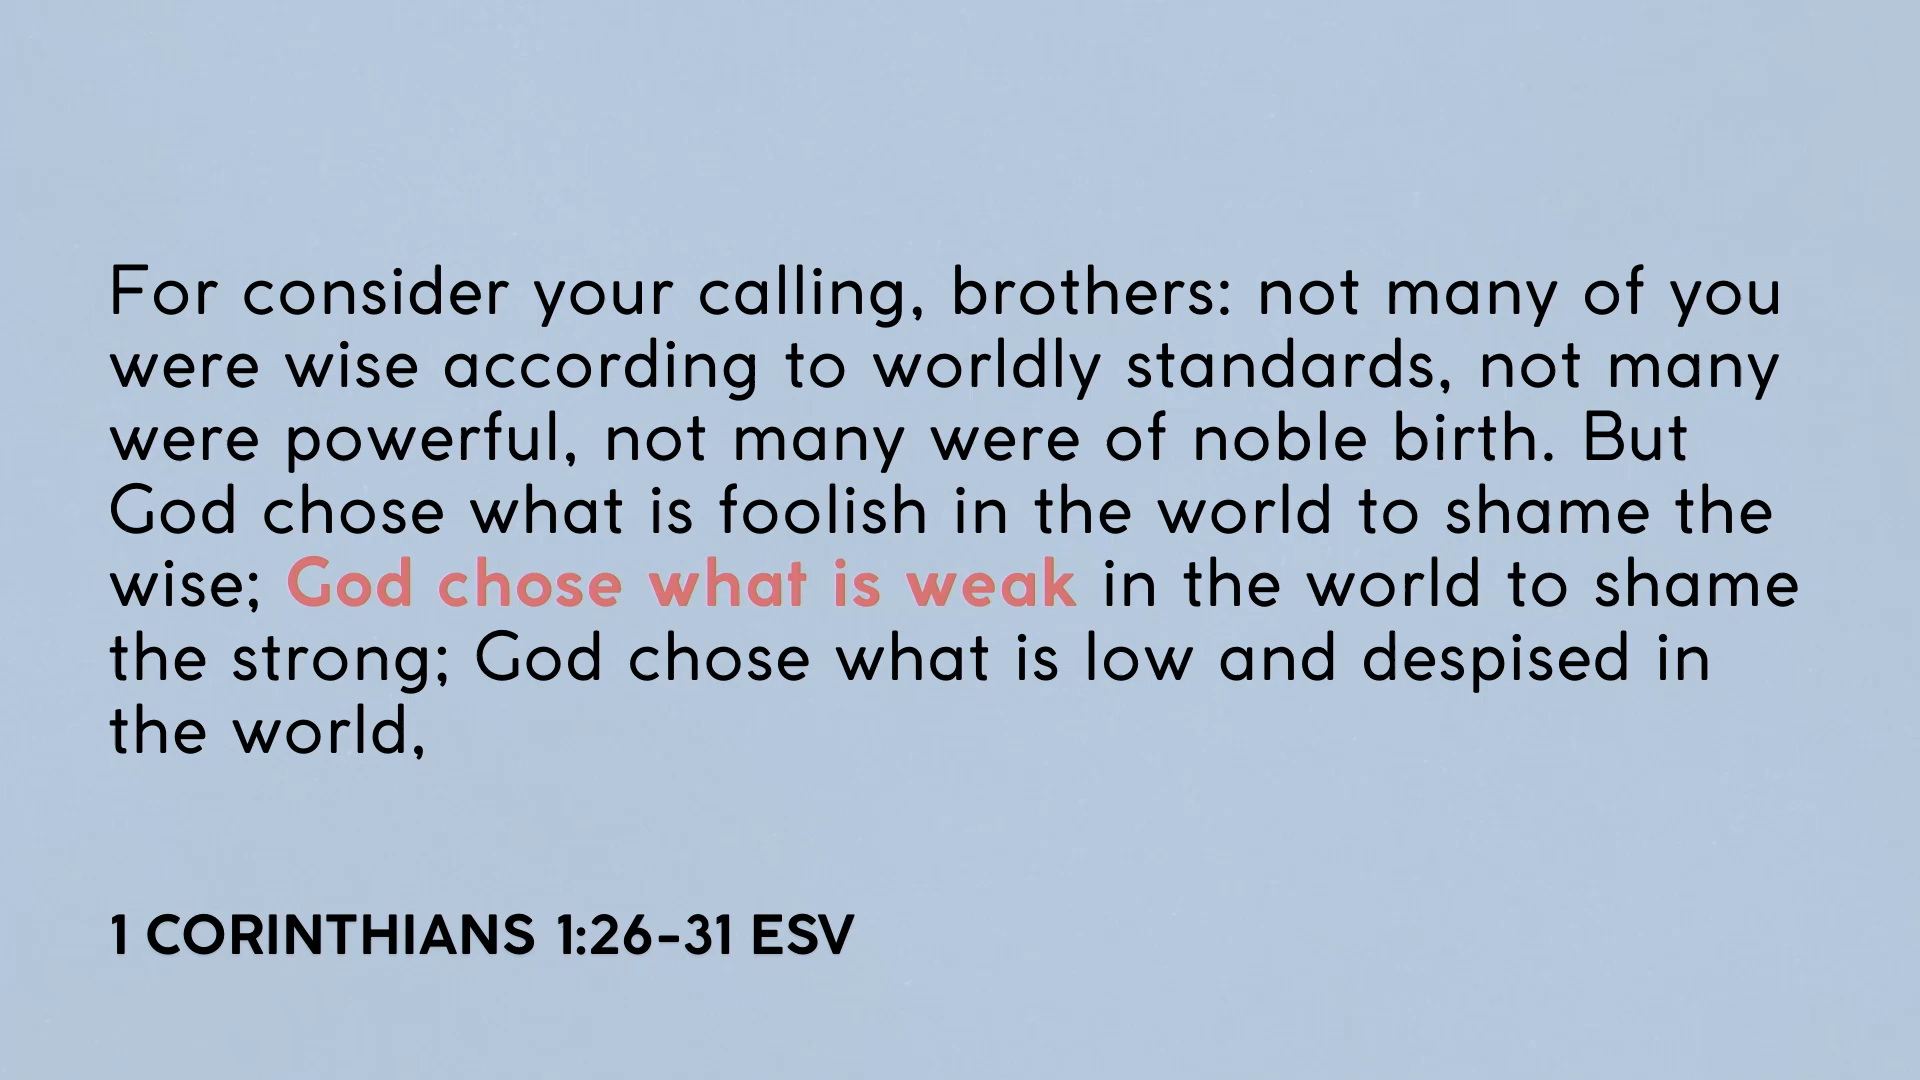 For consider your calling, brothers: not many of you
were wise according to worldly standards, not many
were powerful, not many were of noble birth. But
God chose what is foolish in the world to shame the
wise; God chose what is weak in the world to shame
the strong; God chose what is low and despised in
the world,
1 CORINTHIANS 1:26-31 ESV